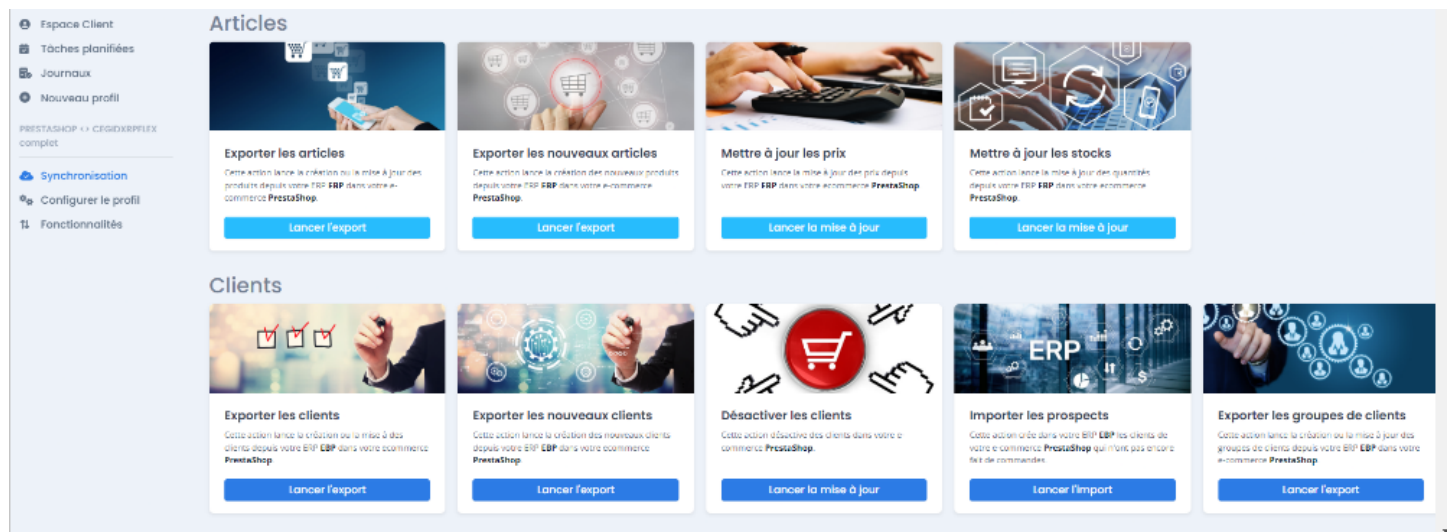 Espace Client
Tâches planifiées
Journaux
Nouveau profil
PRESTASHOP <> CEGIDXRPFLEX
complet
Synchronisation
Configurer le profil
Fonctionnalités
Articles
Exporter les articles
Cette action lance la création ou la mise à jour des
produits depuis votre ERP EBP dans votre e-
commerce PrestaShop.
Lancer l'export
Exporter les nouveaux articles
Cette action lance la création des nouveaux produits
depuis votre ERP EBP dans votre e-commerce
PrestaShop.
Lancer l'export
Mettre à jour les prix
Cette action lance la mise à jour des prix depuis
votre ERP EBP dans votre ecommerce PrestaShop.
Lancer la mise à jour
Mettre à jour les stocks
Cette action lance la mise à jour des quantités
depuis votre ERP EBP dans votre ecommerce
PrestaShop.
Lancer la mise à jour
Clients
Exporter les clients
Cette action lance la création ou la mise à des
clients depuis votre ERP EBP dans votre ecommerce
PrestaShop.
Lancer l'export
Exporter les nouveaux clients
Cette action lance la création des nouveaux clients
depuis votre ERP EBP dans votre ecommerce
PrestaShop.
Lancer l'export
Désactiver les clients
Cette action désactive des clients dans votre e-
commerce PrestaShop.
Lancer la mise à jour
ERP
Importer les prospects
Cette action crée dans votre ERP EBP les clients de
votre e-commerce PrestaShop qui n'ont pas encore
fait de commandes.
Lancer l'import
Exporter les groupes de clients
Cette action lance la création ou la mise à jour des
groupes de clients depuis votre ERP EBP dans votre
e-commerce PrestaShop.
Lancer l'export